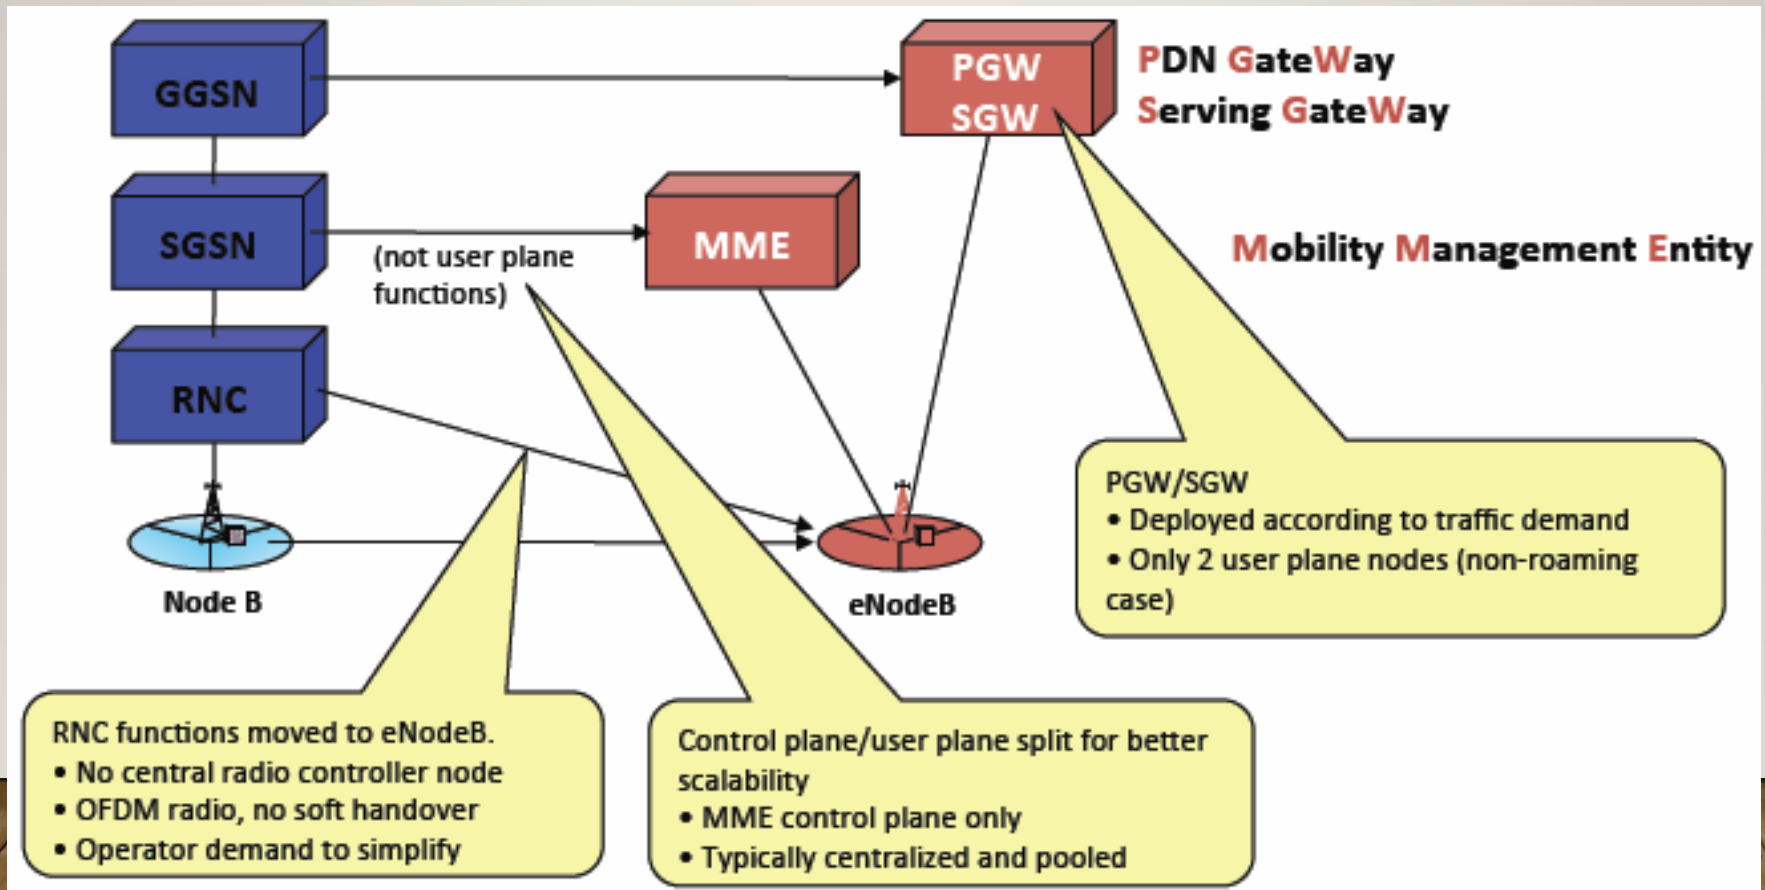 GGSN
PGW
SGW
PDN GateWay
Serving GateWay
SGSN
(not user plane
functions)
MME
Mobility Management Entity
RNC
Node B
eNodeB
PGW/SGW
• Deployed according to traffic demand
• Only 2 user plane nodes (non-roaming
case)
RNC functions moved to eNodeB.
• No central radio controller node
• OFDM radio, no soft handover
• Operator demand to simplify
Control plane/user plane split for better
scalability
• MME control plane only
• Typically centralized and pooled